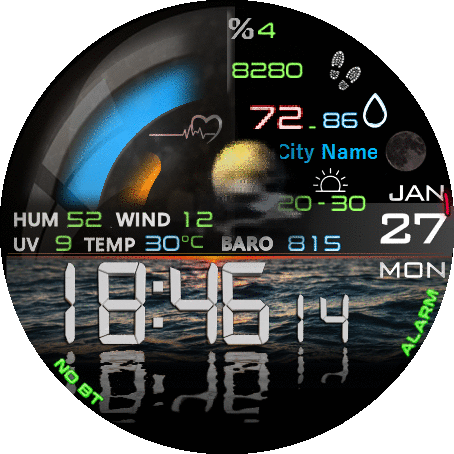 %4
8280
72 - 86
City Name
20-30
JAN
27
MON
HUM 52 WIND 12
UV 9 TEMP 30°C BARO 815
18:46 14
ALARM
NO BT